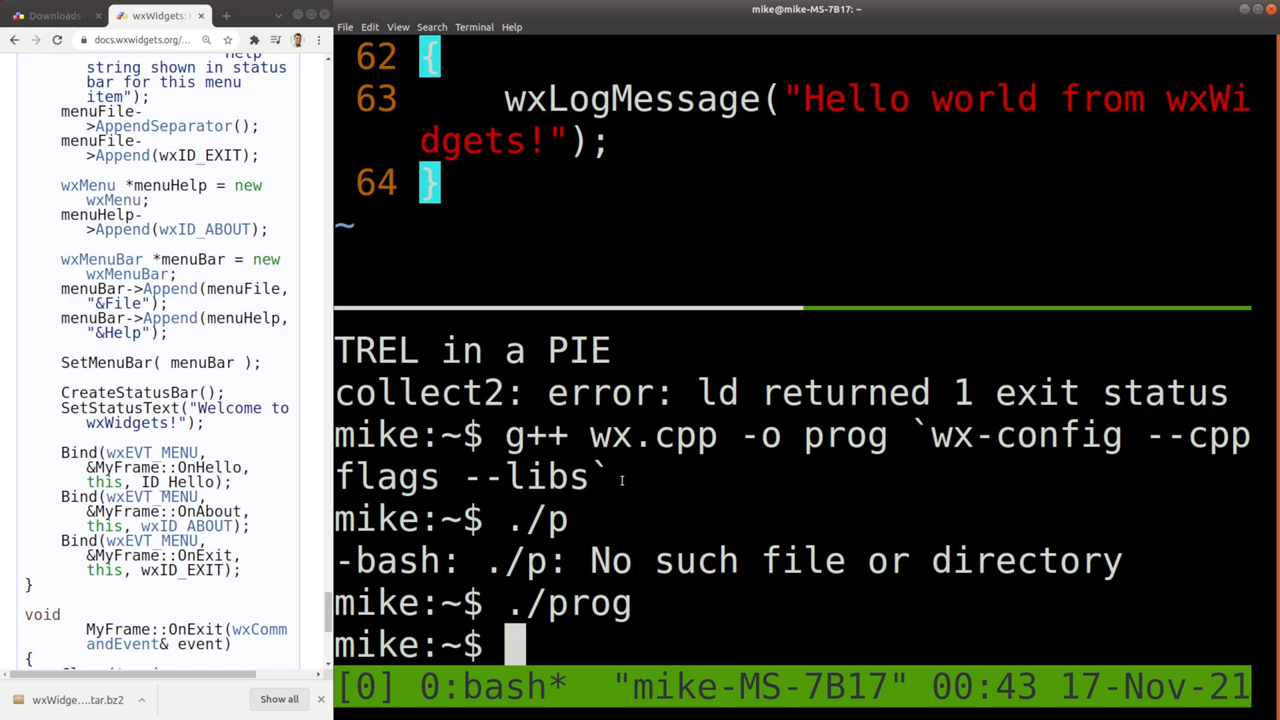 Downloads
wxWidgets:
docs.wxwidgets.org/...
"Help
string shown in status
bar for this menu
item");
menuFile-
>AppendSeparator();
menuFile-
>Append(wxID_EXIT);
wxMenu *menuHelp = new
wxMenu;
menuHelp-
>Append(wxID_ABOUT);
wxMenuBar *menuBar = new
wxMenuBar;
menuBar->Append(menuFile,
"&File");
menuBar->Append(menuHelp,
"&Help");
SetMenuBar( menuBar );
CreateStatusBar();
SetStatusText("Welcome to
wxWidgets!");
Bind(wxEVT_MENU,
&MyFrame::OnHello,
this, ID_Hello);
Bind(wxEVT_MENU,
&MyFrame::OnAbout,
this, wxID_ABOUT);
Bind(wxEVT_MENU,
&MyFrame::OnExit,
this, wxID_EXIT);
}
void
MyFrame::OnExit(wxComm
andEvent& event)
{
wxWidge....tar.bz2
Show all
mike@mike-MS-7B17: ~
File Edit View Search Terminal Help
62 {
63 wxLogMessage("Hello world from wxWi
dgets!");
64 }
~
TREL in a PIE
collect2: error: ld returned 1 exit status
mike:~$ g++ wx.cpp -o prog `wx-config --cpp
flags --libs`
mike:~$ ./p
-bash: ./p: No such file or directory
mike:~$ ./prog
mike:~$
[0] 0:bash* "mike-MS-7B17" 00:43 17-Nov-21